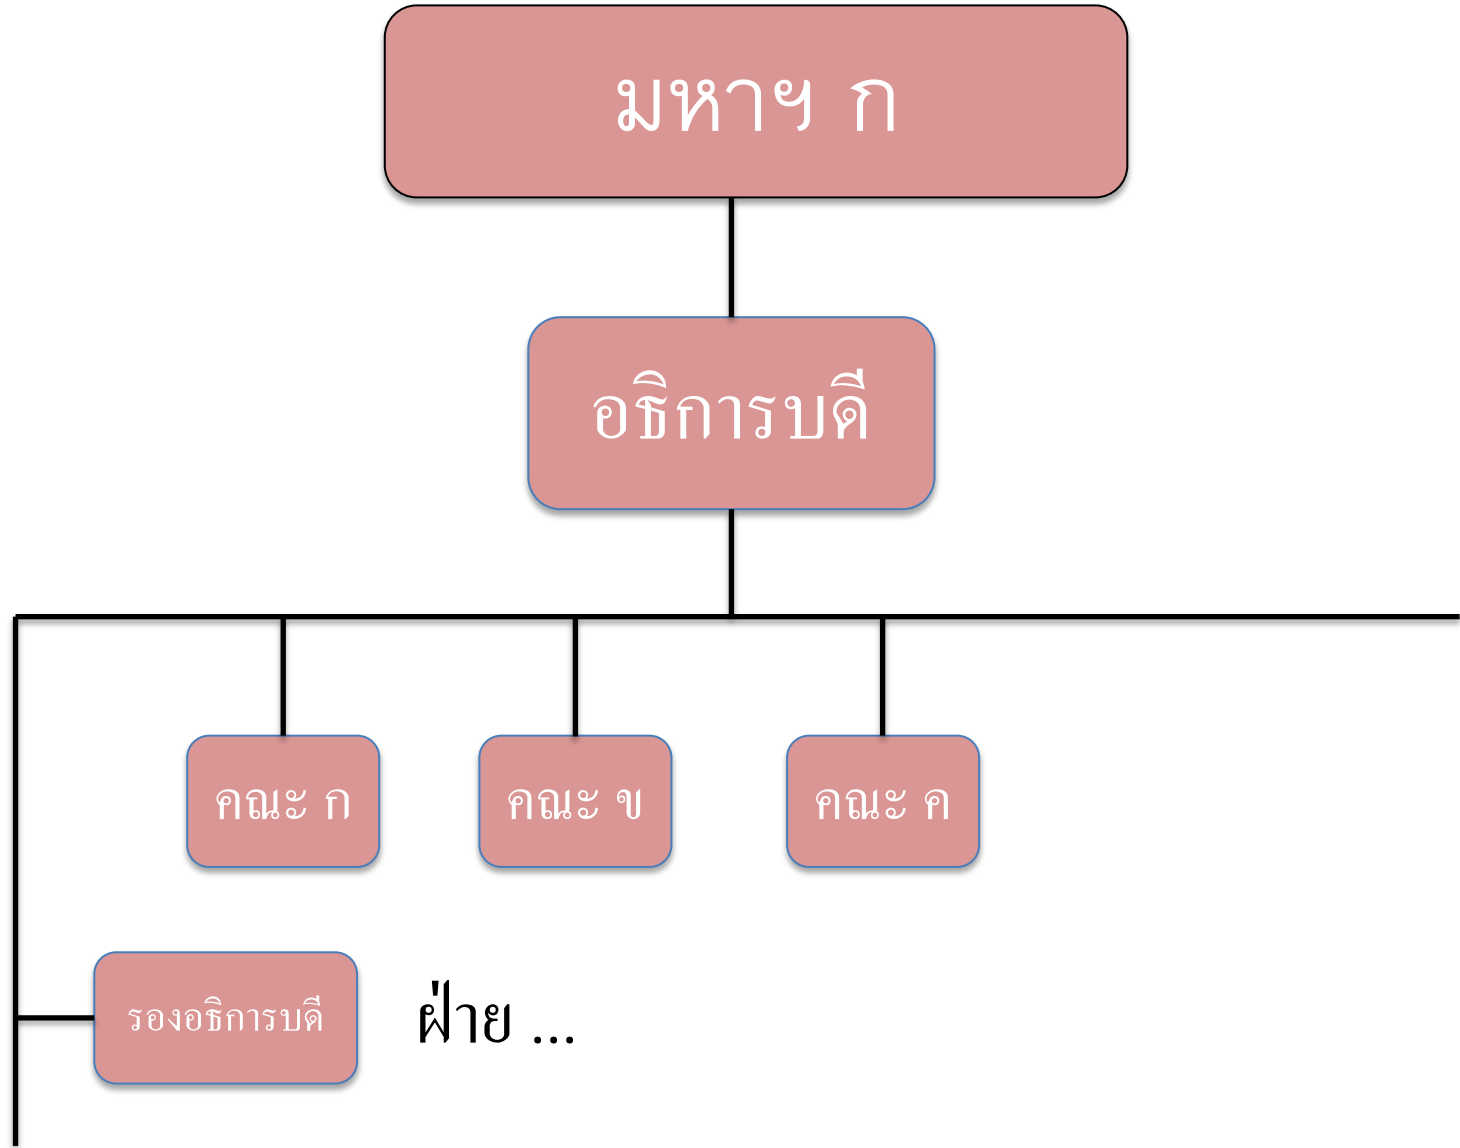 มหาฯ ก
อธิการบดี
คณะ ก
คณะ ข
คณะ ค
รองอธิการบดี
ฝ่าย ...